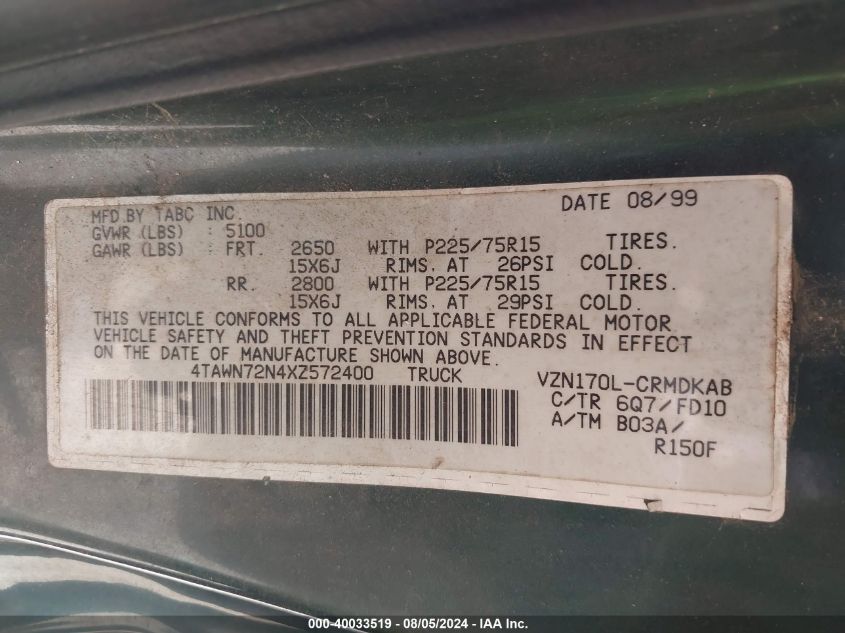 DATE 08/99
MFD.BY TABC INC.
GVWR (LBS) : 5100
GAWR (LBS) : FRT. 2650 WITH P225/75R15 TIRES.
15X6J RIMS. AT 26PSI COLD.
RR. 2800 WITH P225/75R15 TIRES.
15X6J RIMS. AT 29PSI COLD.
THIS VEHICLE CONFORMS TO ALL APPLICABLE FEDERAL MOTOR
VEHICLE SAFETY AND THEFT PREVENTION STANDARDS IN EFFECT
ON THE DATE OF MANUFACTURE SHOWN ABOVE.
4TAWN72N4XZ572400 TRUCK VZN170L-CRMDKAB
C/TR 6Q7/FD10
A/TM B03A/
R150F
000-40033519 - 08/05/2024 - IAAI Inc.